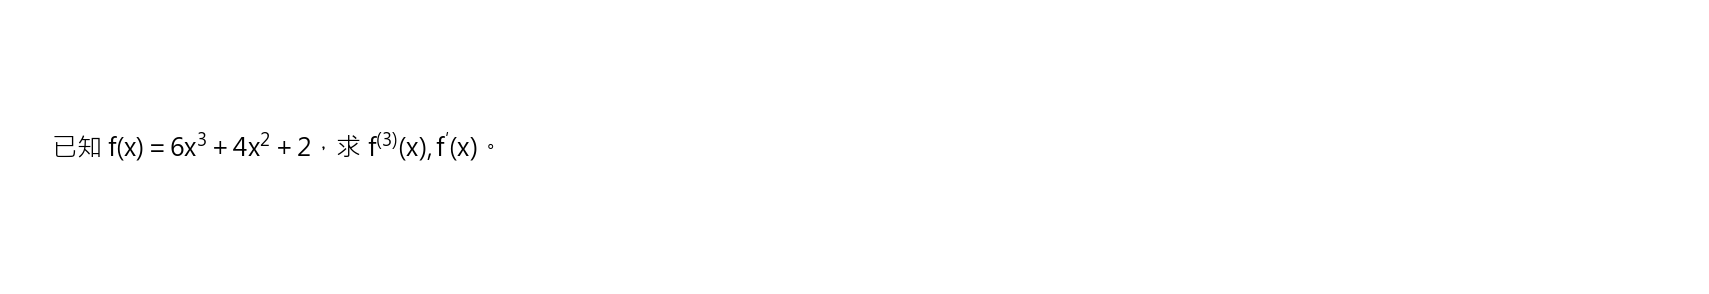 已知 f(x) = 6x³ + 4x² + 2，求 f⁽³⁾(x), f′(x)。